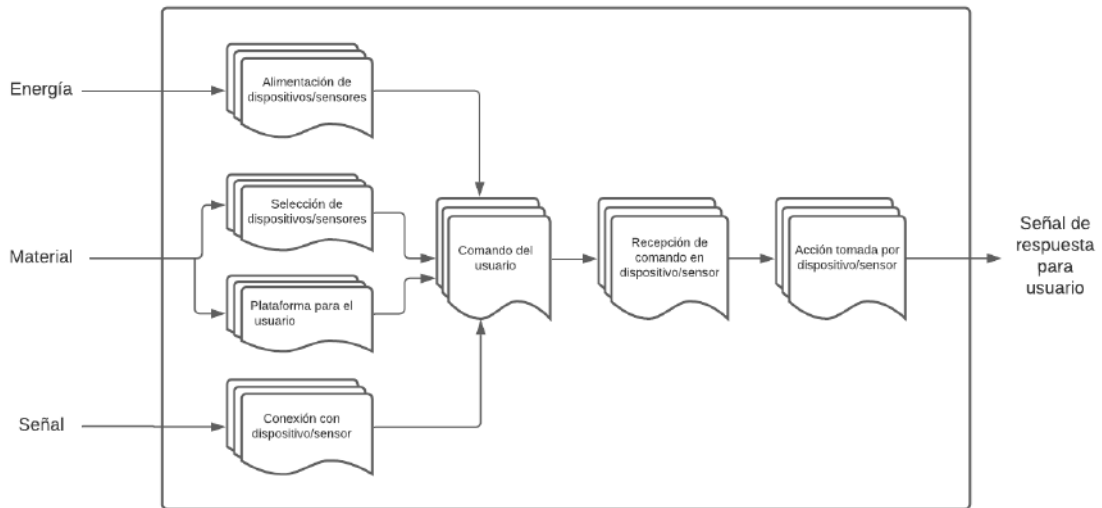 Energía
Alimentación de
dispositivos/sensores
Selección de
dispositivos/sensores
Material
Plataforma para el
usuario
Señal
Conexión con
dispositivo/sensor
Comando del
usuario
Recepción de
comando en
dispositivo/sensor
Acción tomada por
dispositivo/sensor
Señal de
respuesta
para
usuario